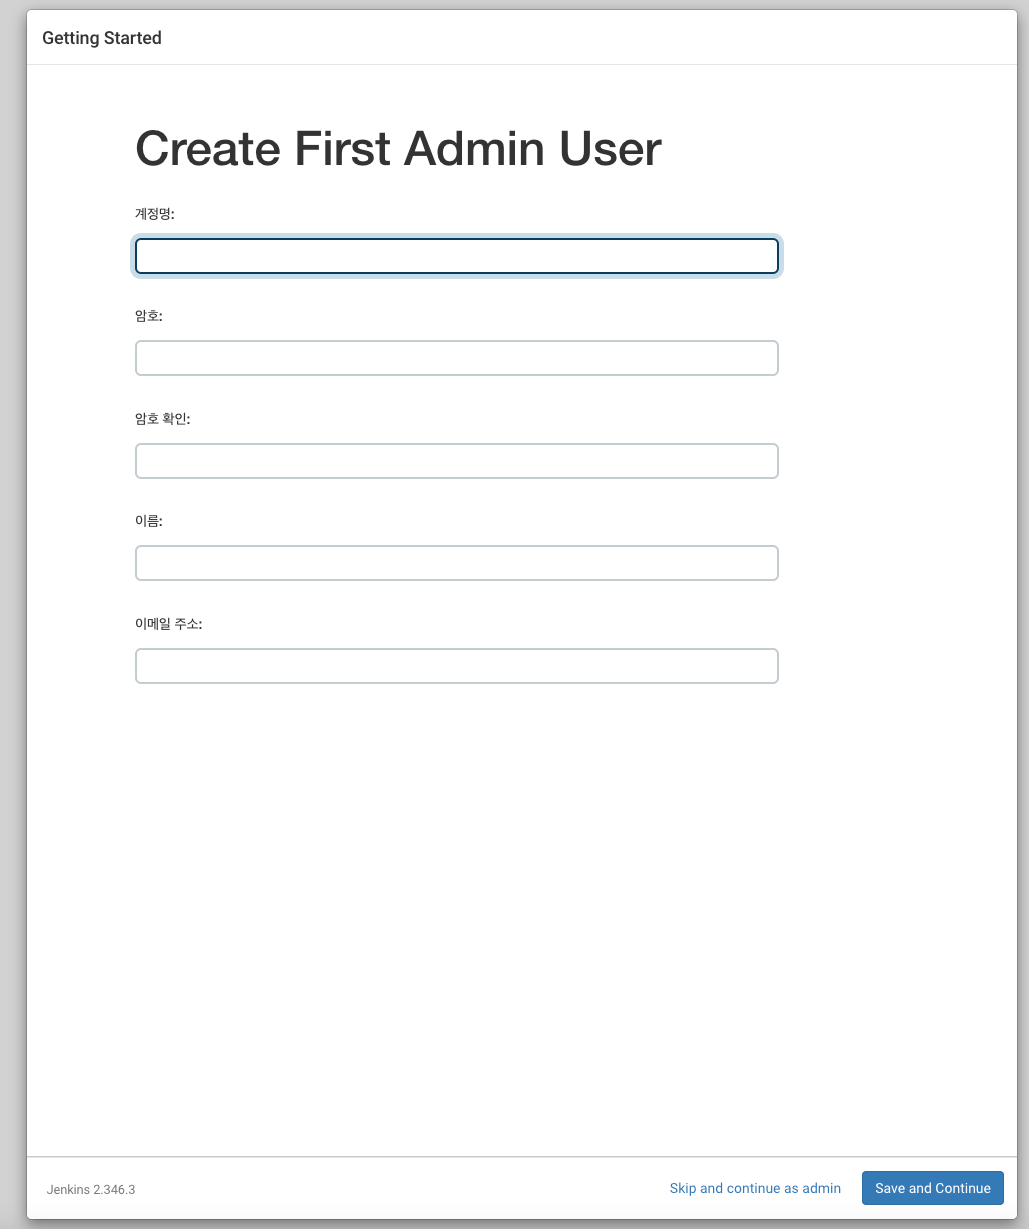 Getting Started
Create First Admin User
계정명:
암호:
암호 확인:
이름:
이메일 주소:
Jenkins 2.346.3
Skip and continue as admin
Save and Continue